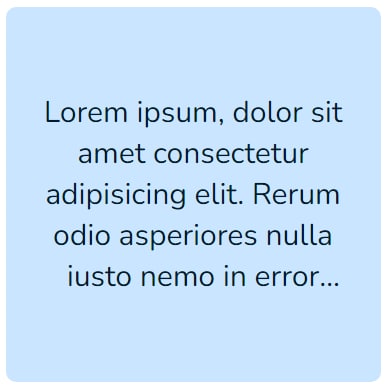 Lorem ipsum, dolor sit
amet consectetur
adipisicing elit. Rerum
odio asperiores nulla
iusto nemo in error...